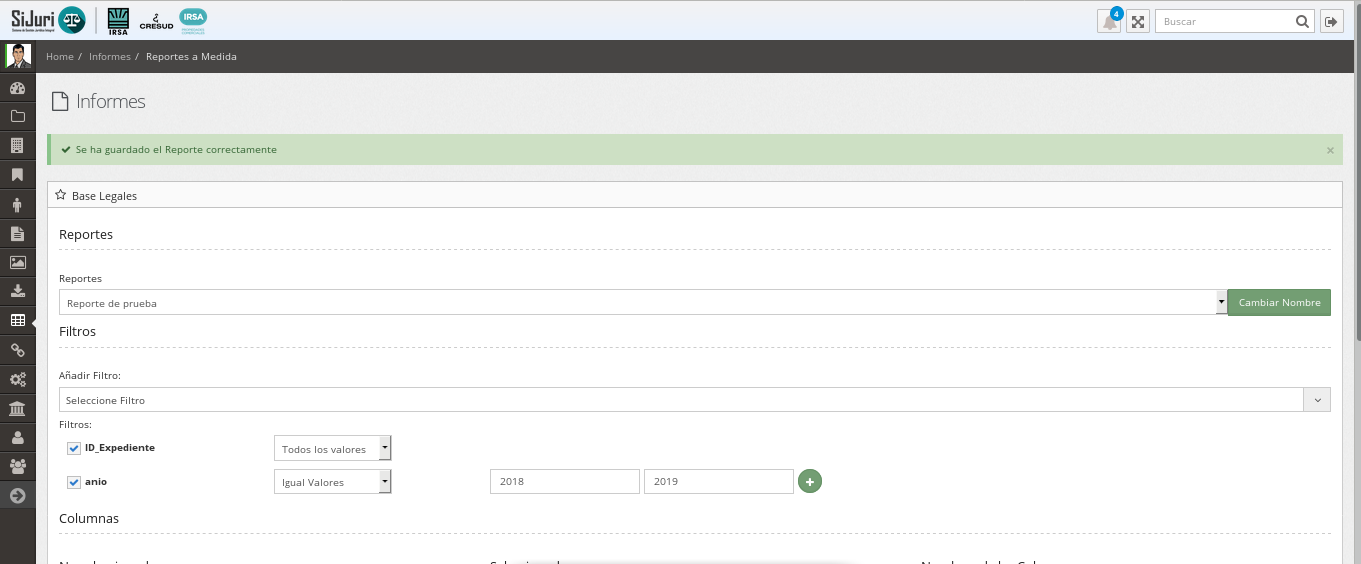 SiJuri
IRSA
CRESUD
IRSA
4
Buscar
Home / Informes / Reportes a Medida
Informes
Se ha guardado el Reporte correctamente
×
Base Legales
Reportes
Reportes
Reporte de prueba
Cambiar Nombre
Filtros
Añadir Filtro:
Seleccione Filtro
Filtros:
ID_Expediente Todos los valores
anio Igual Valores 2018 2019
Columnas